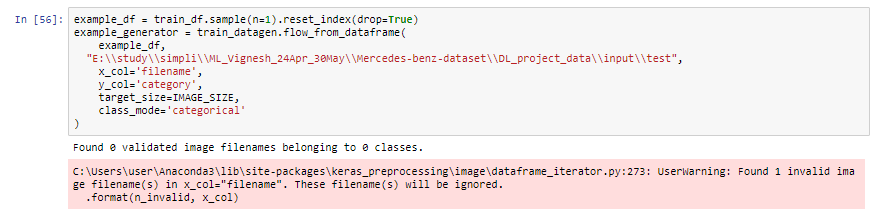 In [56]: example_df = train_df.sample(n=1).reset_index(drop=True)
example_generator = train_datagen.flow_from_dataframe(
    example_df,
  "E:\\study\\simpli\\ML_Vignesh_24Apr_30May\\Mercedes-benz-dataset\\DL_project_data\\input\\test",
    x_col='filename',
    y_col='category',
    target_size=IMAGE_SIZE,
    class_mode='categorical'
)
Found 0 validated image filenames belonging to 0 classes.
C:\Users\user\Anaconda3\lib\site-packages\keras_preprocessing\image\dataframe_iterator.py:273: UserWarning: Found 1 invalid ima
ge filename(s) in x_col="filename". These filename(s) will be ignored.
  .format(n_invalid, x_col)